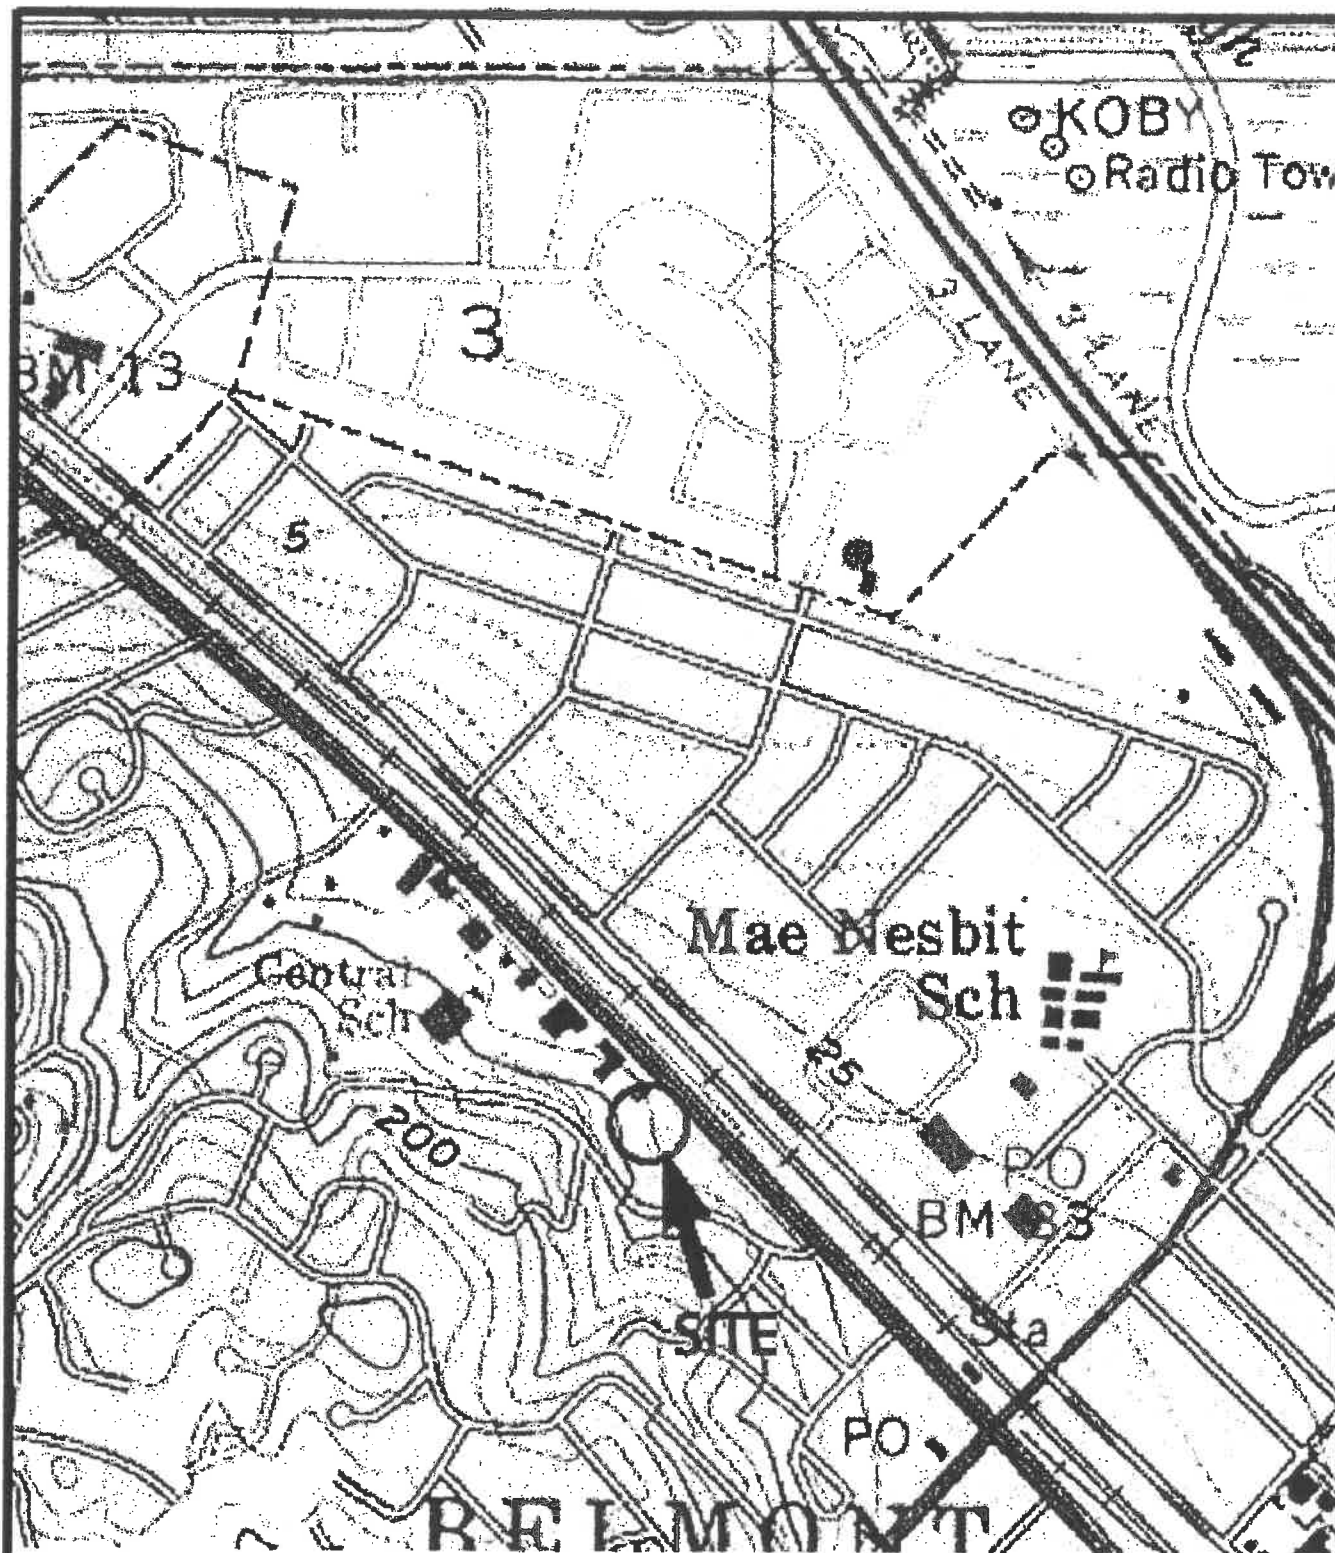 KOBY
Radio Tow
3 LANE
3 LANE
3
BM 13
5
Mae Nesbit
Sch
Central
Sch
25
200
PO
BM 33
SITE
Sta
PO
BELMONT